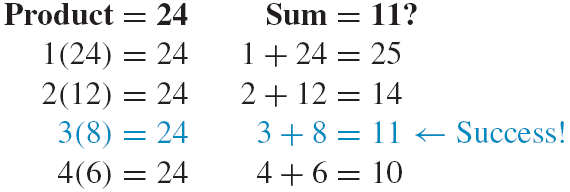 Product = 24 Sum = 11?
1(24) = 24 1 + 24 = 25
2(12) = 24 2 + 12 = 14
3(8) = 24 3 + 8 = 11 ← Success!
4(6) = 24 4 + 6 = 10